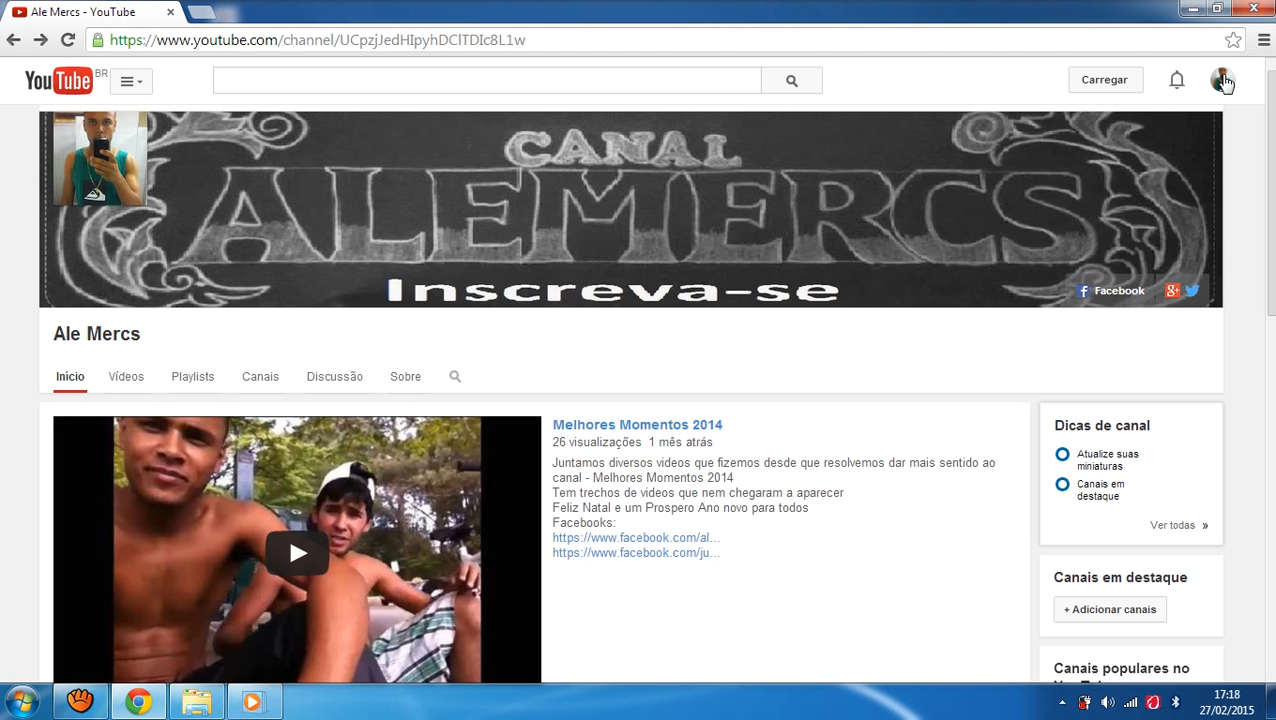 Ale Mercs - YouTube
https://www.youtube.com/channel/UCpzjJedHIpyhDClTDIc8L1w
YouTube BR
Carregar
CANAL
ALEMERCS
Inscreva-se
Facebook
Ale Mercs
Início Vídeos Playlists Canais Discussão Sobre
Melhores Momentos 2014
26 visualizações 1 mês atrás
Juntamos diversos videos que fizemos desde que resolvemos dar mais sentido ao
canal - Melhores Momentos 2014
Tem trechos de videos que nem chegaram a aparecer
Feliz Natal e um Prospero Ano novo para todos
Facebooks:
https://www.facebook.com/al...
https://www.facebook.com/ju...
Dicas de canal
Atualize suas
miniaturas
Canais em
destaque
Ver todas »
Canais em destaque
+ Adicionar canais
Canais populares no
17:18
27/02/2015